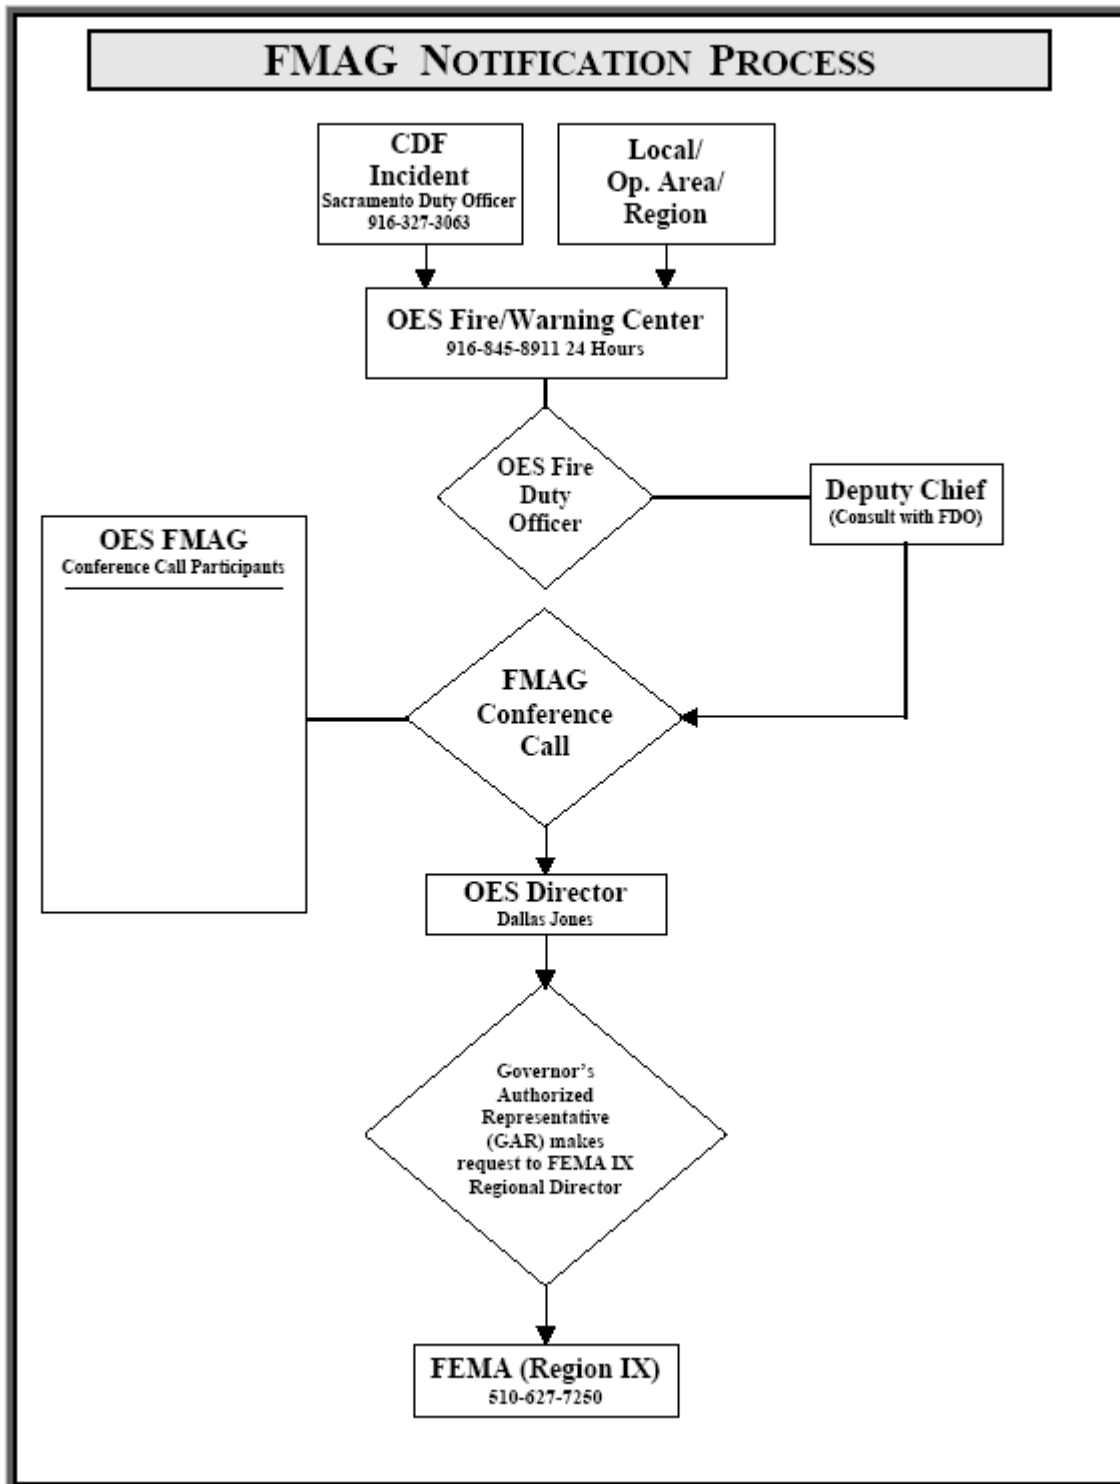 FMAG NOTIFICATION PROCESS
CDF
Incident
Sacramento Duty Officer
916-327-3063
Local/
Op. Area/
Region
OES Fire/Warning Center
916-845-8911 24 Hours
OES Fire
Duty
Officer
Deputy Chief
(Consult with FDO)
OES FMAG
Conference Call Participants
FMAG
Conference
Call
OES Director
Dallas Jones
Governor’s
Authorized
Representative
(GAR) makes
request to FEMA IX
Regional Director
FEMA (Region IX)
510-627-7250